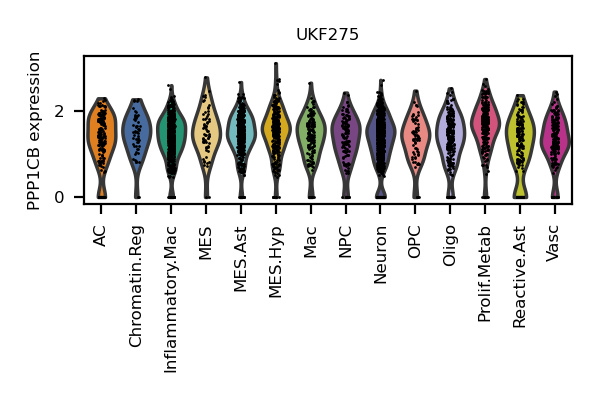 UKF275
PPP1CB expression
2
0
AC
Chromatin.Reg
Inflammatory.Mac
MES
MES.Ast
MES.Hyp
Mac
NPC
Neuron
OPC
Oligo
Prolif.Metab
Reactive.Ast
Vasc